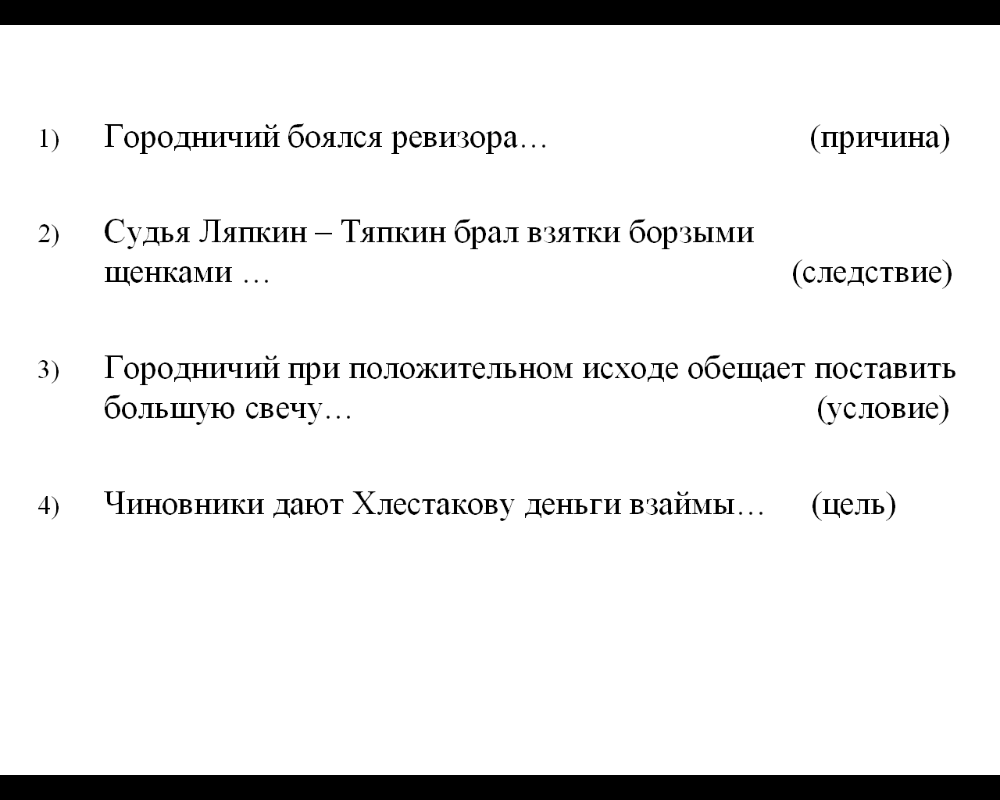 1) Городничий боялся ревизора… (причина)
2) Судья Ляпкин – Тяпкин брал взятки борзыми
щенками … (следствие)
3) Городничий при положительном исходе обещает поставить
большую свечу… (условие)
4) Чиновники дают Хлестакову деньги взаймы… (цель)